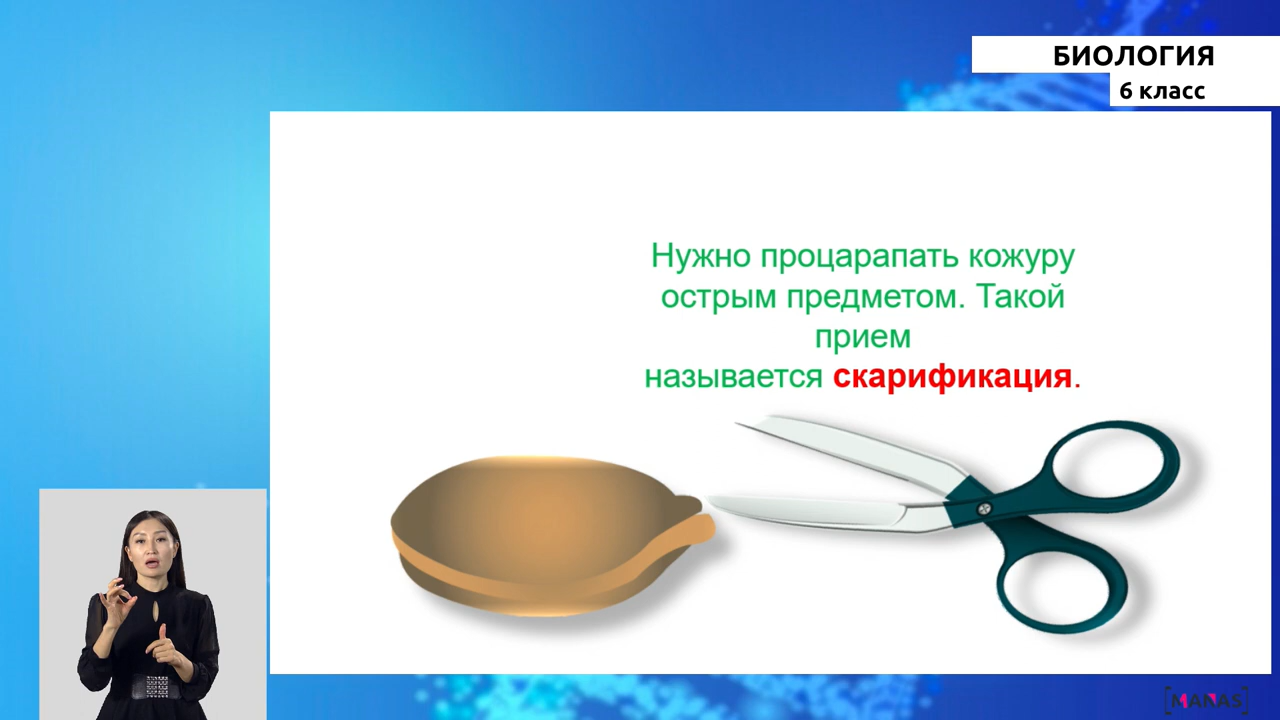 БИОЛОГИЯ
6 класс
Нужно процарапать кожуру
острым предметом. Такой
прием
называется скарификация.
[MANAS]